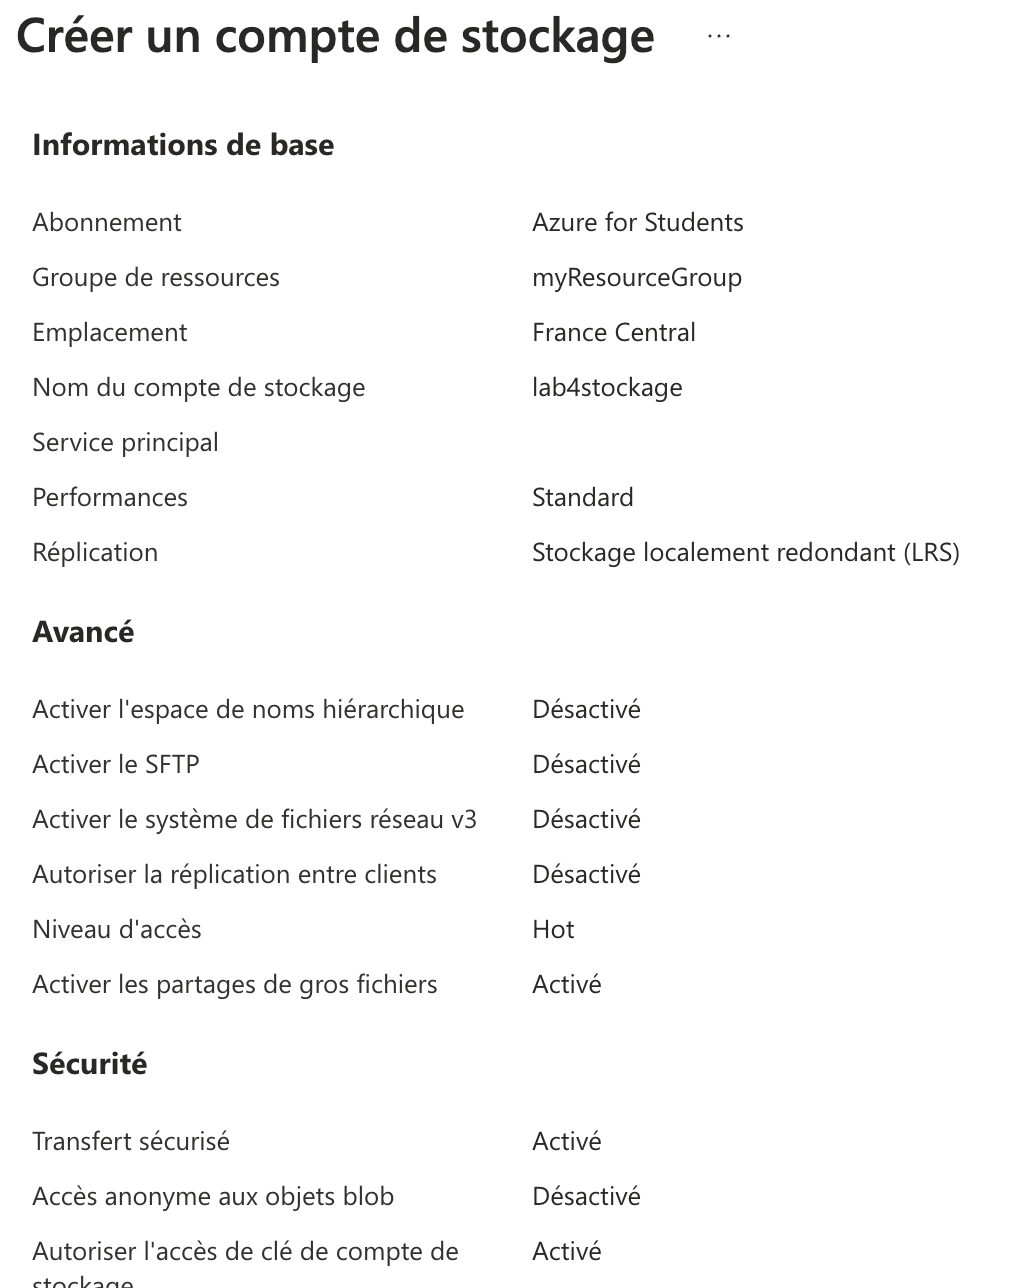 Créer un compte de stockage ...
Informations de base
Abonnement Azure for Students
Groupe de ressources myResourceGroup
Emplacement France Central
Nom du compte de stockage lab4stockage
Service principal
Performances Standard
Réplication Stockage localement redondant (LRS)
Avancé
Activer l'espace de noms hiérarchique Désactivé
Activer le SFTP Désactivé
Activer le système de fichiers réseau v3 Désactivé
Autoriser la réplication entre clients Désactivé
Niveau d'accès Hot
Activer les partages de gros fichiers Activé
Sécurité
Transfert sécurisé Activé
Accès anonyme aux objets blob Désactivé
Autoriser l'accès de clé de compte de Activé
stockage